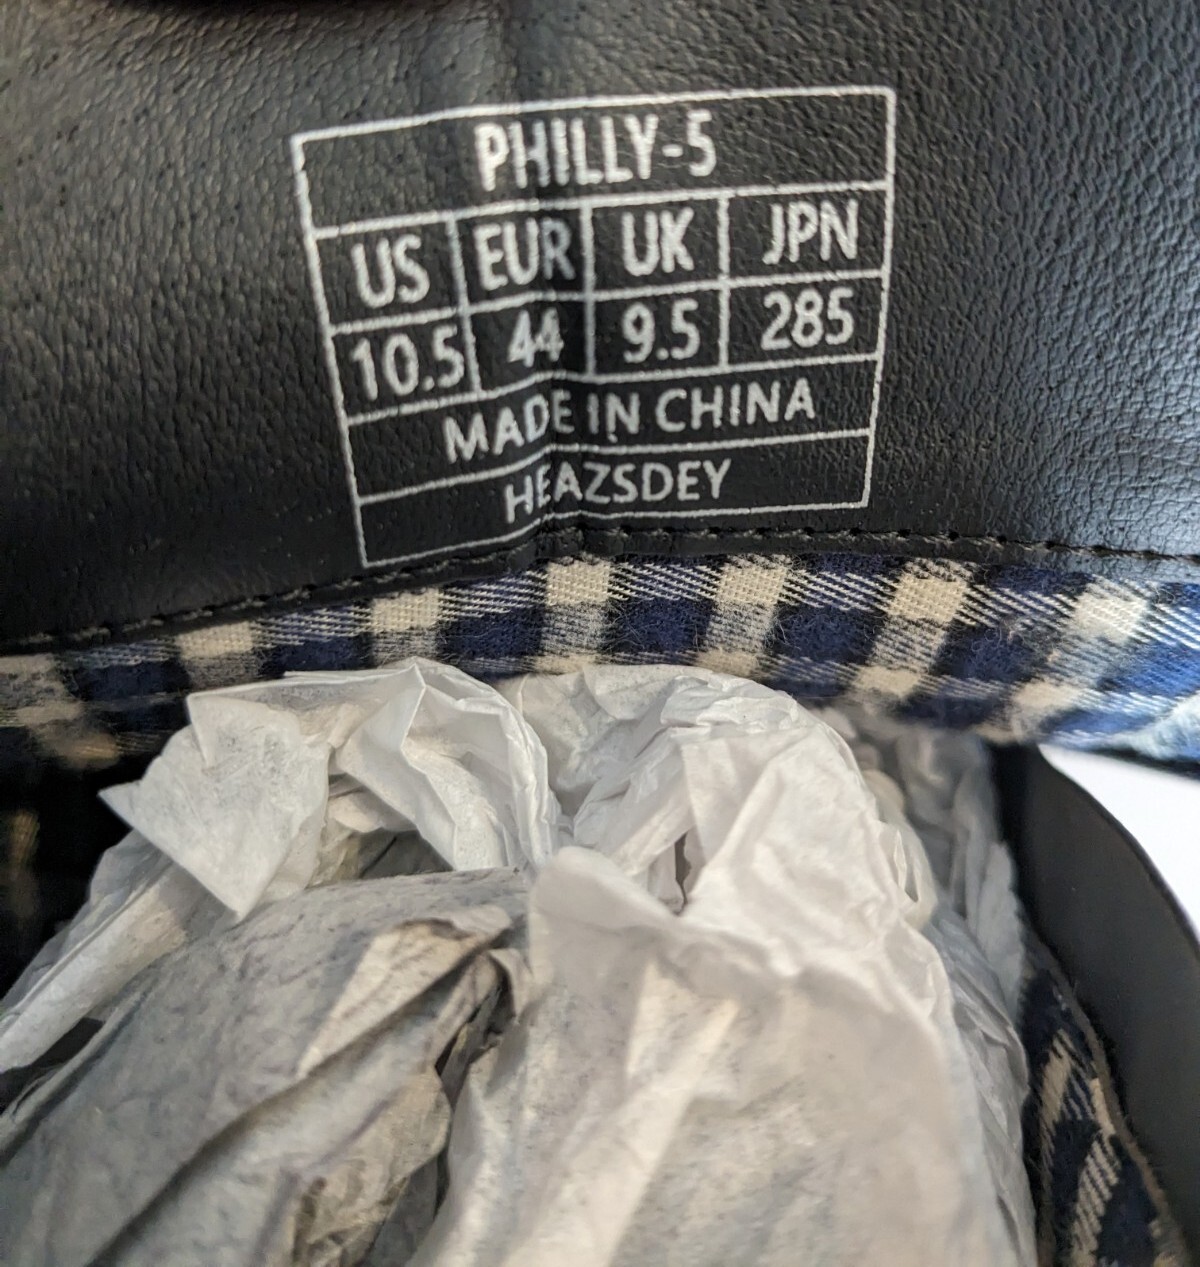 PHILLY-5
US EUR UK JPN
10.5 44 9.5 285
MADE IN CHINA
HEAZSDEY